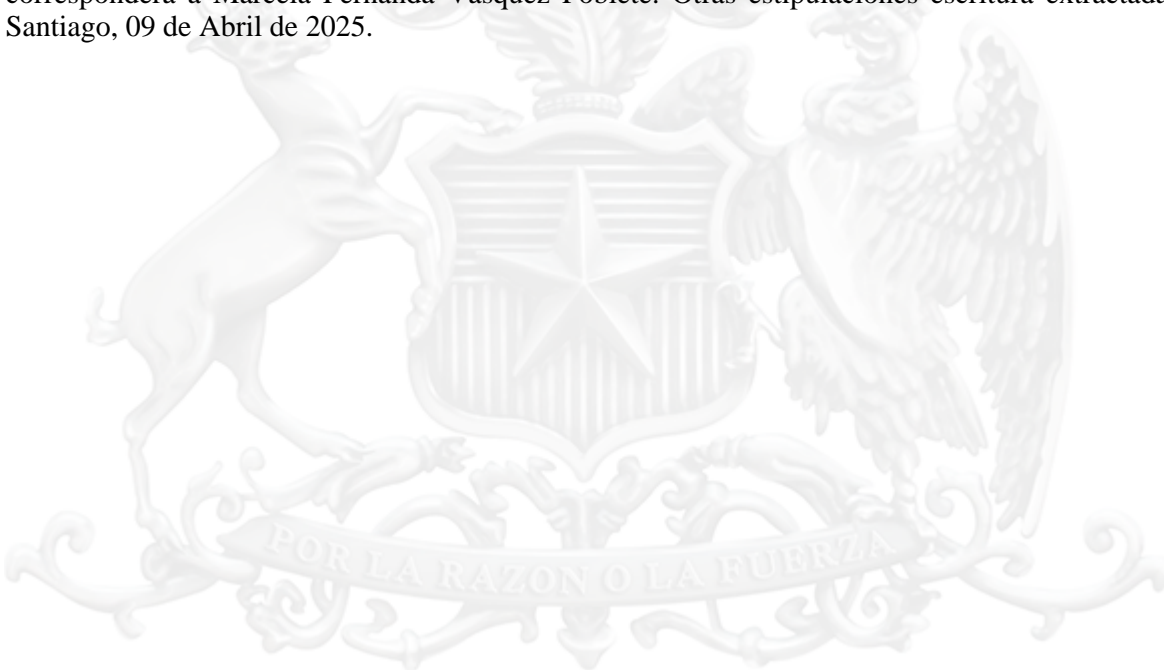 corresponderá a Marcela Fernanda Vásquez Poblete. Otras estipulaciones escritura extractada
Santiago, 09 de Abril de 2025.
POR LA RAZON O LA FUERZA